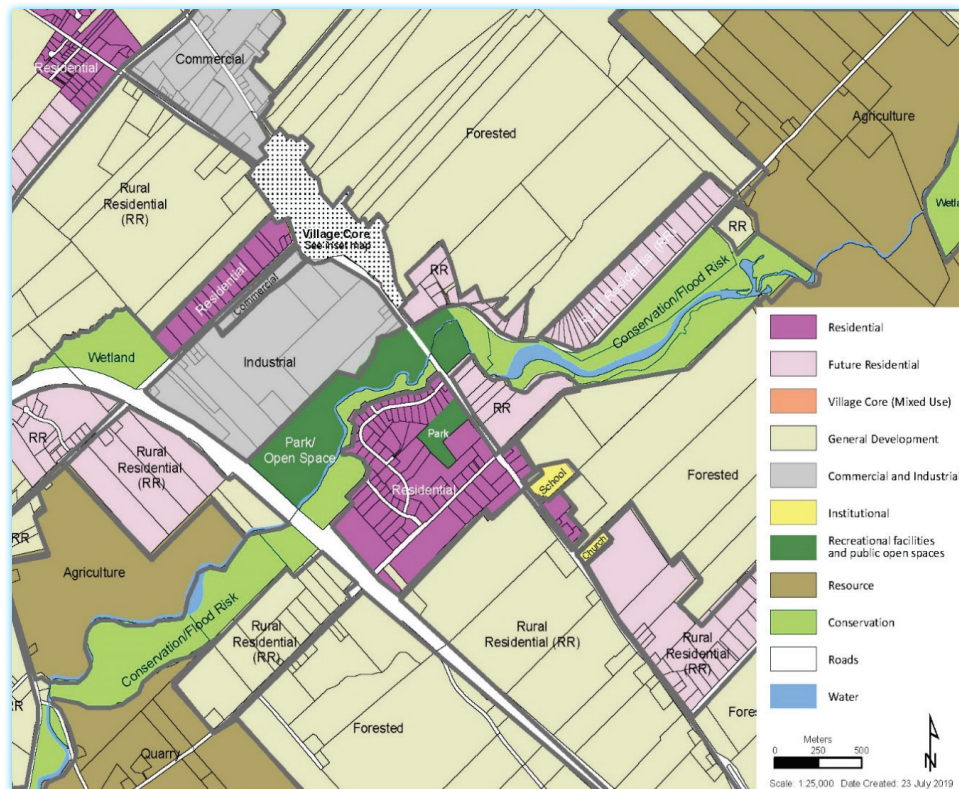 Commercial
Residential
Forested
Agriculture
Rural
Residential
(RR)
Wetla
RR
Village Core
See inset map
RR
Rural Residential (RR)
Residential
Commercial
Conservation/Flood Risk
Wetland
Industrial
RR
Park
Park/
Open Space
RR
Rural
Residential
(RR)
Residential
School
Forested
Church
RR
Agriculture
Conservation/Flood Risk
Rural
Residential
(RR)
Rural
Residential (RR)
Rural
Residential
(RR)
RR
Forested
Fores
Quarry
Residential
Future Residential
Village Core (Mixed Use)
General Development
Commercial and Industrial
Institutional
Recreational facilities
and public open spaces
Resource
Conservation
Roads
Water
Meters
0 250 500
N
Scale: 1:25,000 Date Created: 23 July 2019